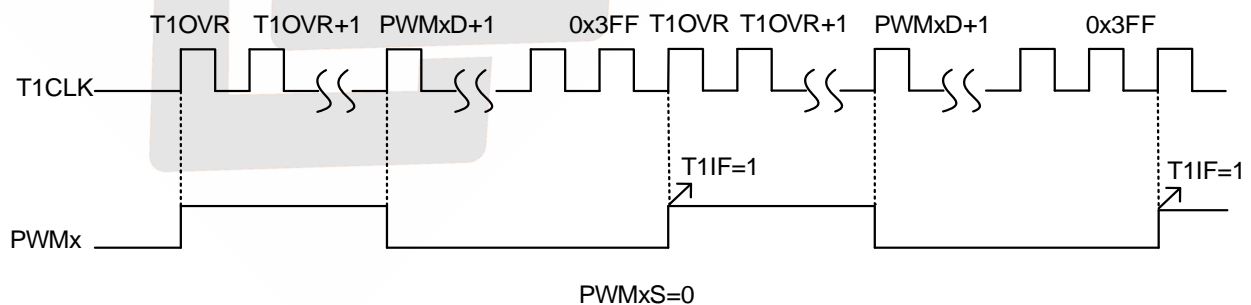 T1OVR T1OVR+1 PWMxD+1 0x3FF T1OVR T1OVR+1 PWMxD+1 0x3FF
T1CLK
T1IF=1 T1IF=1
PWMx
PWMxS=0